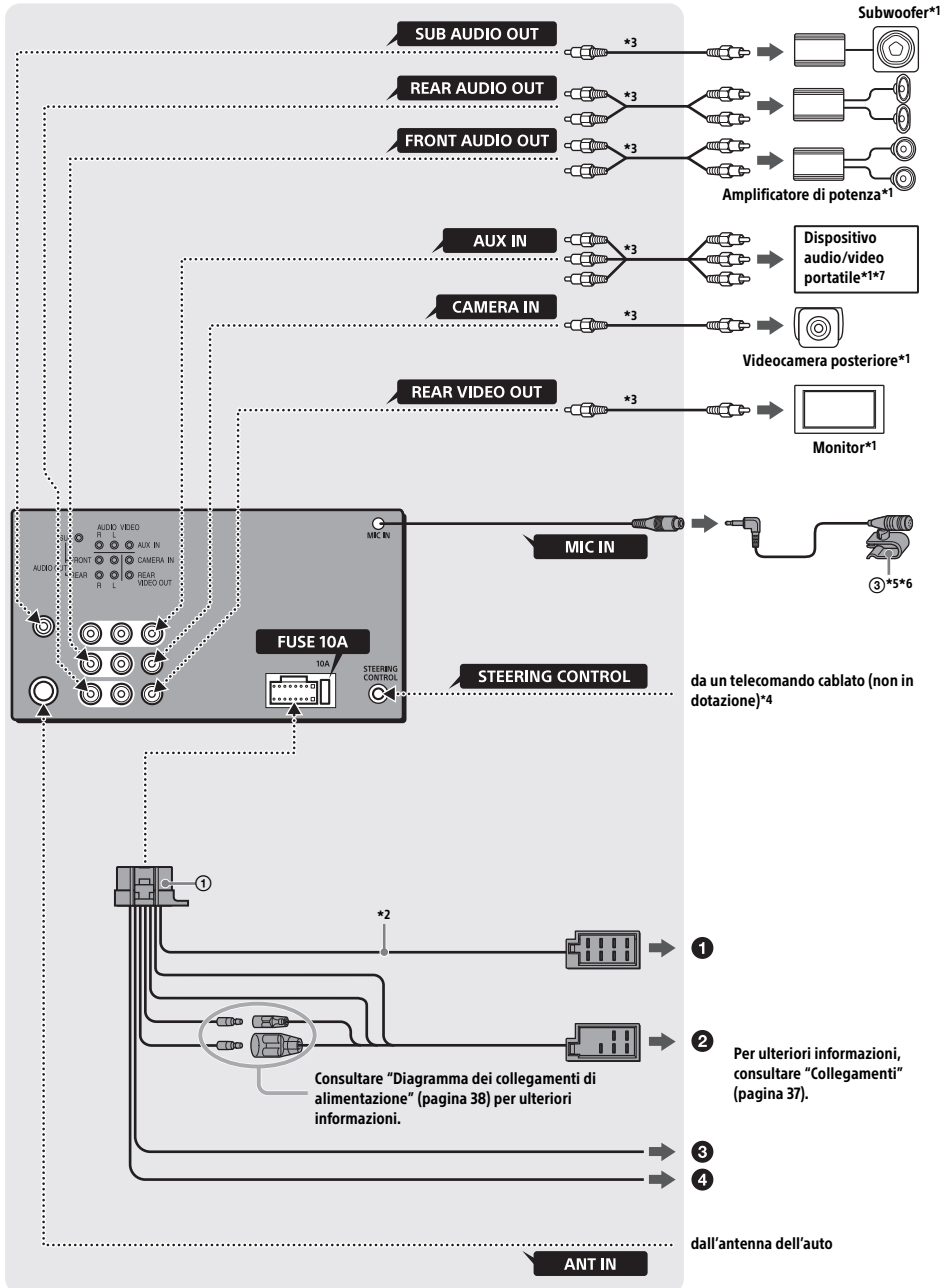 Subwoofer*1
SUB AUDIO OUT
*3
REAR AUDIO OUT
*3
FRONT AUDIO OUT
*3
Amplificatore di potenza*1
AUX IN
*3
Dispositivo
audio/video
portatile*1*7
CAMERA IN
*3
Videocamera posteriore*1
REAR VIDEO OUT
*3
Monitor*1
AUDIO VIDEO
R L
SUB
AUX IN
FRONT
CAMERA IN
AUDIO OUT
REAR
REAR
VIDEO OUT
R L
MIC IN
MIC IN
③*5*6
FUSE 10A
10A
STEERING
CONTROL
STEERING CONTROL
da un telecomando cablato (non in
dotazione)*4
①
*2
❶
❷
Per ulteriori informazioni,
consultare “Collegamenti”
(pagina 37).
Consultare “Diagramma dei collegamenti di
alimentazione” (pagina 38) per ulteriori
informazioni.
❸
❹
dall'antenna dell'auto
ANT IN